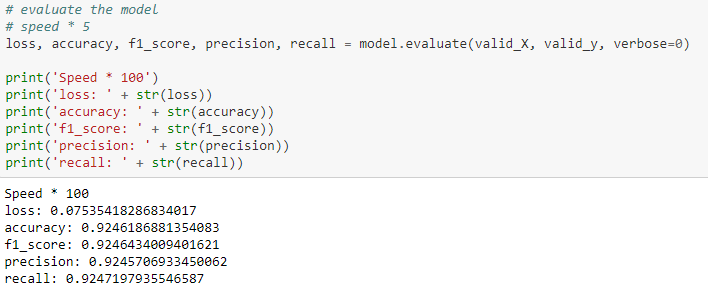 # evaluate the model
# speed * 5
loss, accuracy, f1_score, precision, recall = model.evaluate(valid_X, valid_y, verbose=0)
print('Speed * 100')
print('loss: ' + str(loss))
print('accuracy: ' + str(accuracy))
print('f1_score: ' + str(f1_score))
print('precision: ' + str(precision))
print('recall: ' + str(recall))
Speed * 100
loss: 0.07535418286834017
accuracy: 0.9246186881354083
f1_score: 0.9246434009401621
precision: 0.9245706933450062
recall: 0.9247197935546587